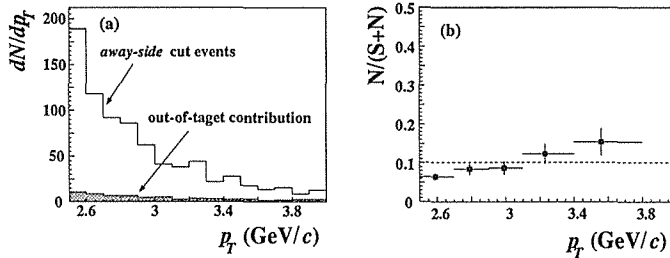 dN/dp_T
200
150
100
50
0
(a)
away-side cut events
out-of-taget contribution
2.6 3 3.4 3.8
p_T (GeV/c)
N/(S+N)
0.5
0.4
0.3
0.2
0.1
0
(b)
2.6 3 3.4 3.8
p_T (GeV/c)